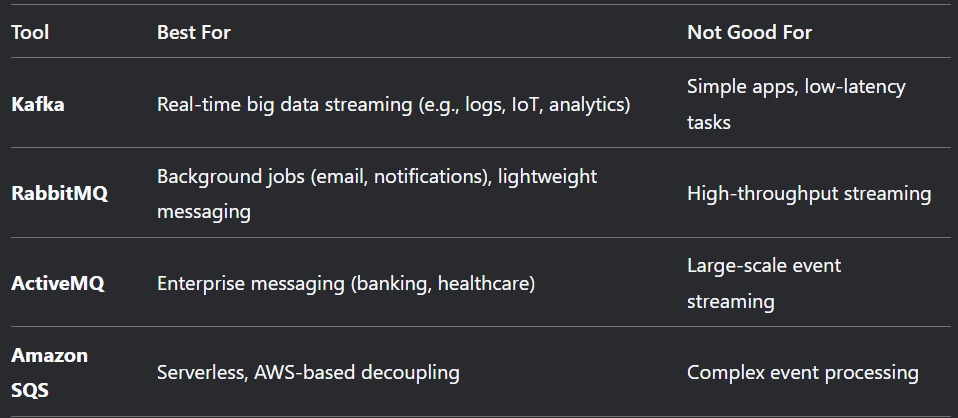 Tool Best For Not Good For
Kafka Real-time big data streaming (e.g., logs, IoT, analytics) Simple apps, low-latency
tasks
RabbitMQ Background jobs (email, notifications), lightweight
messaging High-throughput streaming
ActiveMQ Enterprise messaging (banking, healthcare) Large-scale event
streaming
Amazon
SQS Serverless, AWS-based decoupling Complex event processing